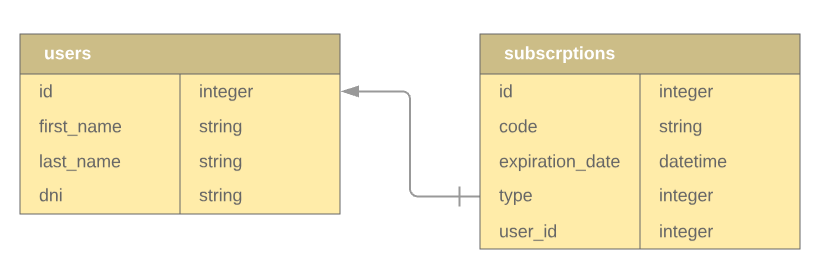 users
id integer
first_name string
last_name string
dni string
subscrptions
id integer
code string
expiration_date datetime
type integer
user_id integer